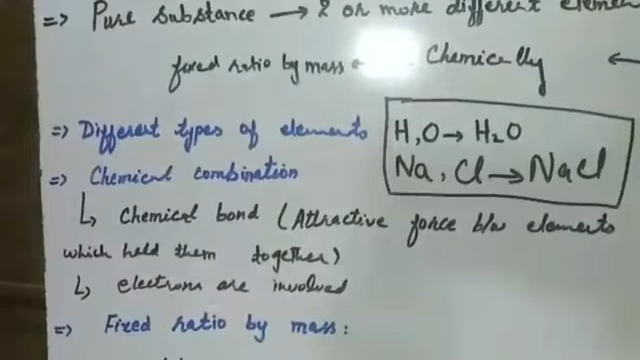 => Pure substance → 2 or more different elemen
fixed ratio by mass ← Chemically ←
=> Different types of elements
H, O → H₂O
Na, Cl → NaCl
=> Chemical combination
↳ Chemical bond (Attractive force b/w elements
which held them together)
↳ electrons are involved
=> Fixed ratio by mass: